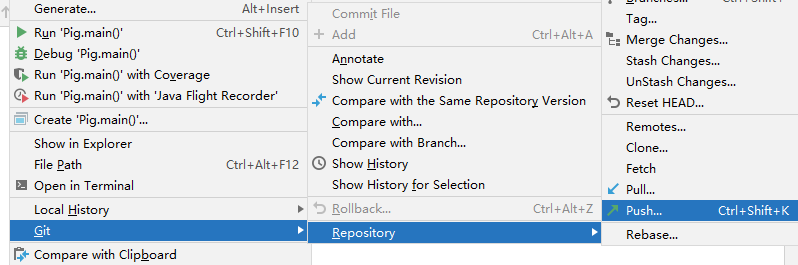 Generate... Alt+Insert
Run 'Pig.main()' Ctrl+Shift+F10
Debug 'Pig.main()'
Run 'Pig.main()' with Coverage
Run 'Pig.main()' with 'Java Flight Recorder'
Create 'Pig.main()'...
Show in Explorer
File Path Ctrl+Alt+F12
Open in Terminal
Local History
Git
Compare with Clipboard
Commit File
Add Ctrl+Alt+A
Annotate
Show Current Revision
Compare with the Same Repository Version
Compare with...
Compare with Branch...
Show History
Show History for Selection
Rollback... Ctrl+Alt+Z
Repository
Tag...
Merge Changes...
Stash Changes...
UnStash Changes...
Reset HEAD...
Remotes...
Clone...
Fetch
Pull...
Push... Ctrl+Shift+K
Rebase...